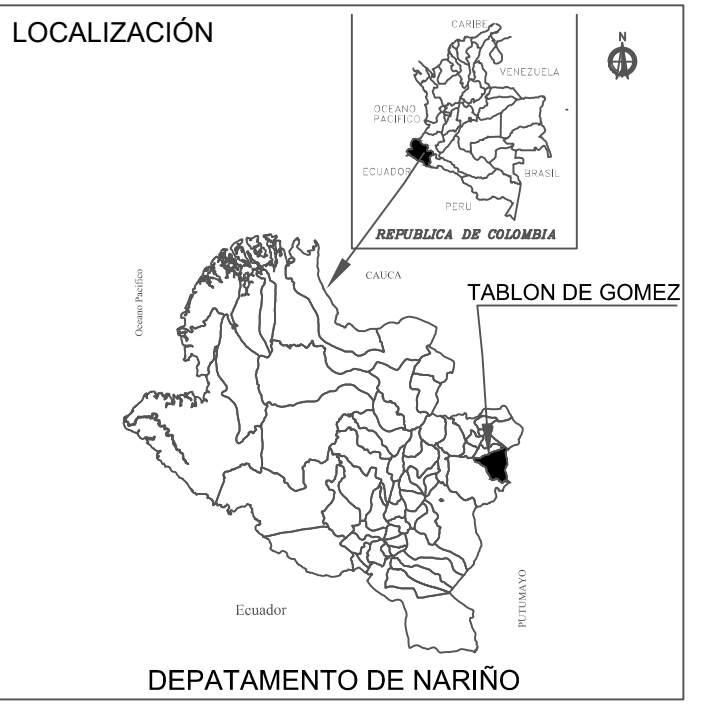 LOCALIZACIÓN
CARIBE
N
VENEZUELA
OCEANO
PACIFICO
ECUADOR
BRASIL
PERU
REPUBLICA DE COLOMBIA
Oceano Pacifico
CAUCA
TABLON DE GOMEZ
Ecuador
PUTUMAYO
DEPATAMENTO DE NARIÑO